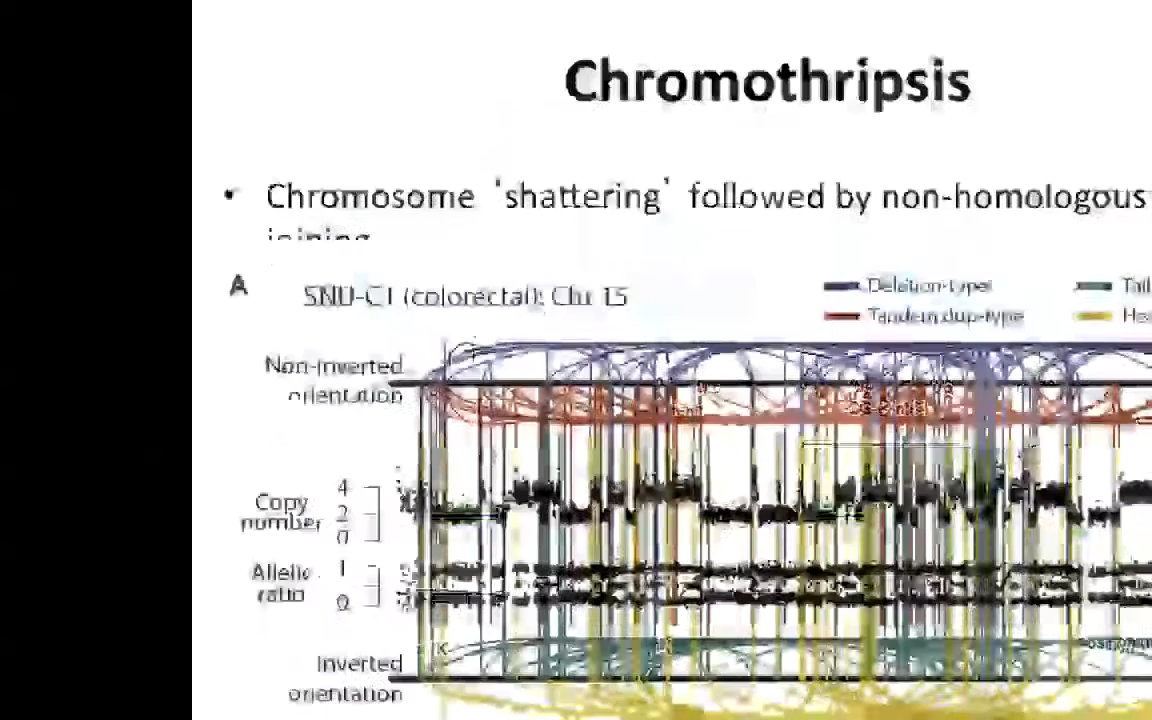 Chromothripsis
• Chromosome 'shattering' followed by non-homologous
joining
A
SNU-C1 (colorectal): Chr 15
Deletion-type
Tandem dup-type
Tail
Non-inverted
orientation
Copy
number
4
2
0
Allelic
ratio
1
0
Inverted
orientation